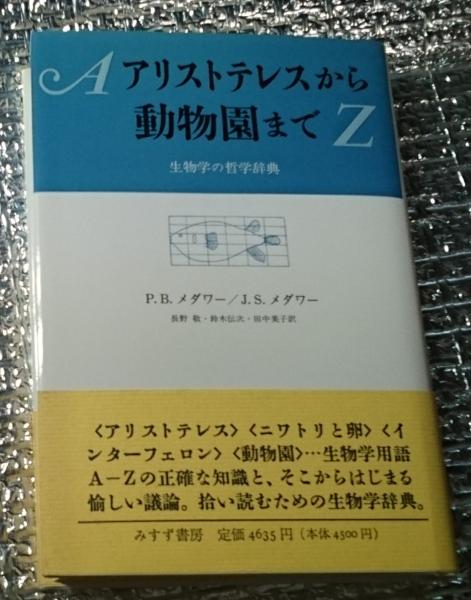 A アリストテレスから
動物園まで Z
生物学の哲学辞典
P.B.メダワー/J.S.メダワー
長野 敬・鈴木伝次・田中美子訳
〈アリストテレス〉〈ニワトリと卵〉〈イ
ンターフェロン〉〈動物園〉…生物学用語
A-Zの正確な知識と、そこからはじまる
愉しい議論。拾い読むための生物学辞典。
みすず書房 定価4635円(本体4500円)